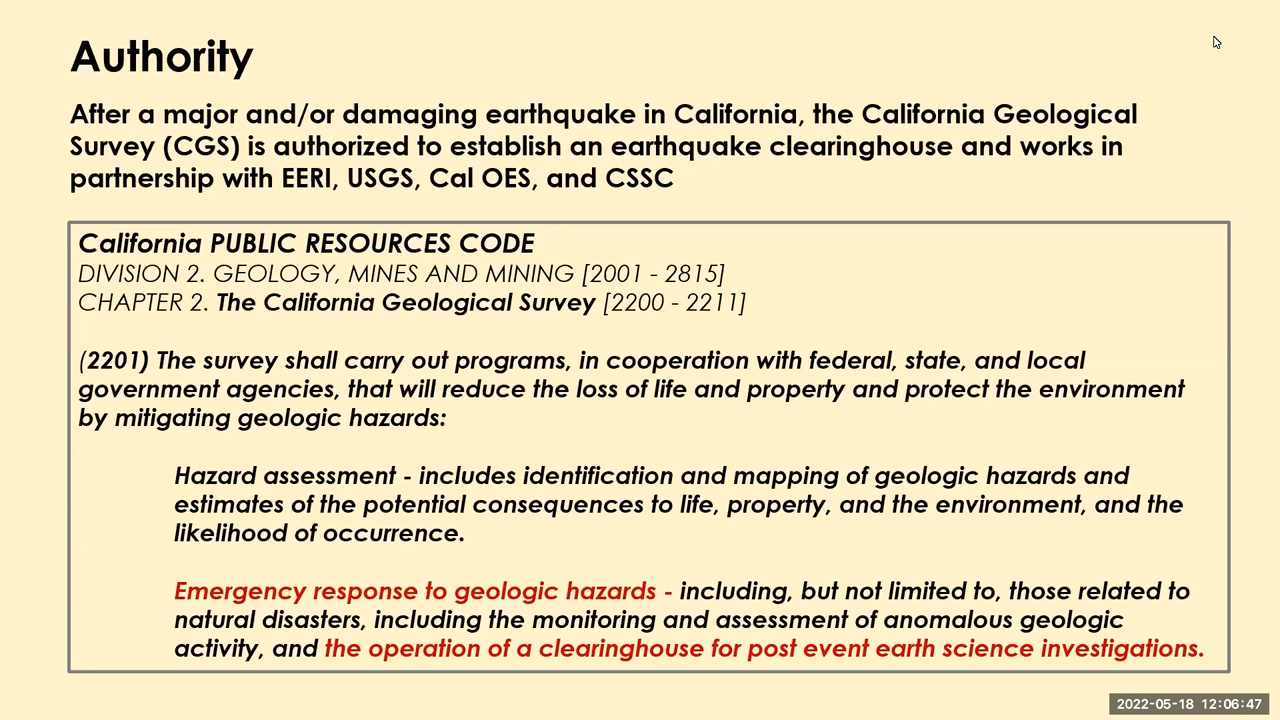 Authority
After a major and/or damaging earthquake in California, the California Geological
Survey (CGS) is authorized to establish an earthquake clearinghouse and works in
partnership with EERI, USGS, Cal OES, and CSSC
California PUBLIC RESOURCES CODE
DIVISION 2. GEOLOGY, MINES AND MINING [2001 - 2815]
CHAPTER 2. The California Geological Survey [2200 - 2211]
(2201) The survey shall carry out programs, in cooperation with federal, state, and local
government agencies, that will reduce the loss of life and property and protect the environment
by mitigating geologic hazards:
Hazard assessment - includes identification and mapping of geologic hazards and
estimates of the potential consequences to life, property, and the environment, and the
likelihood of occurrence.
Emergency response to geologic hazards - including, but not limited to, those related to
natural disasters, including the monitoring and assessment of anomalous geologic
activity, and the operation of a clearinghouse for post event earth science investigations.
2022-05-18 12:06:47